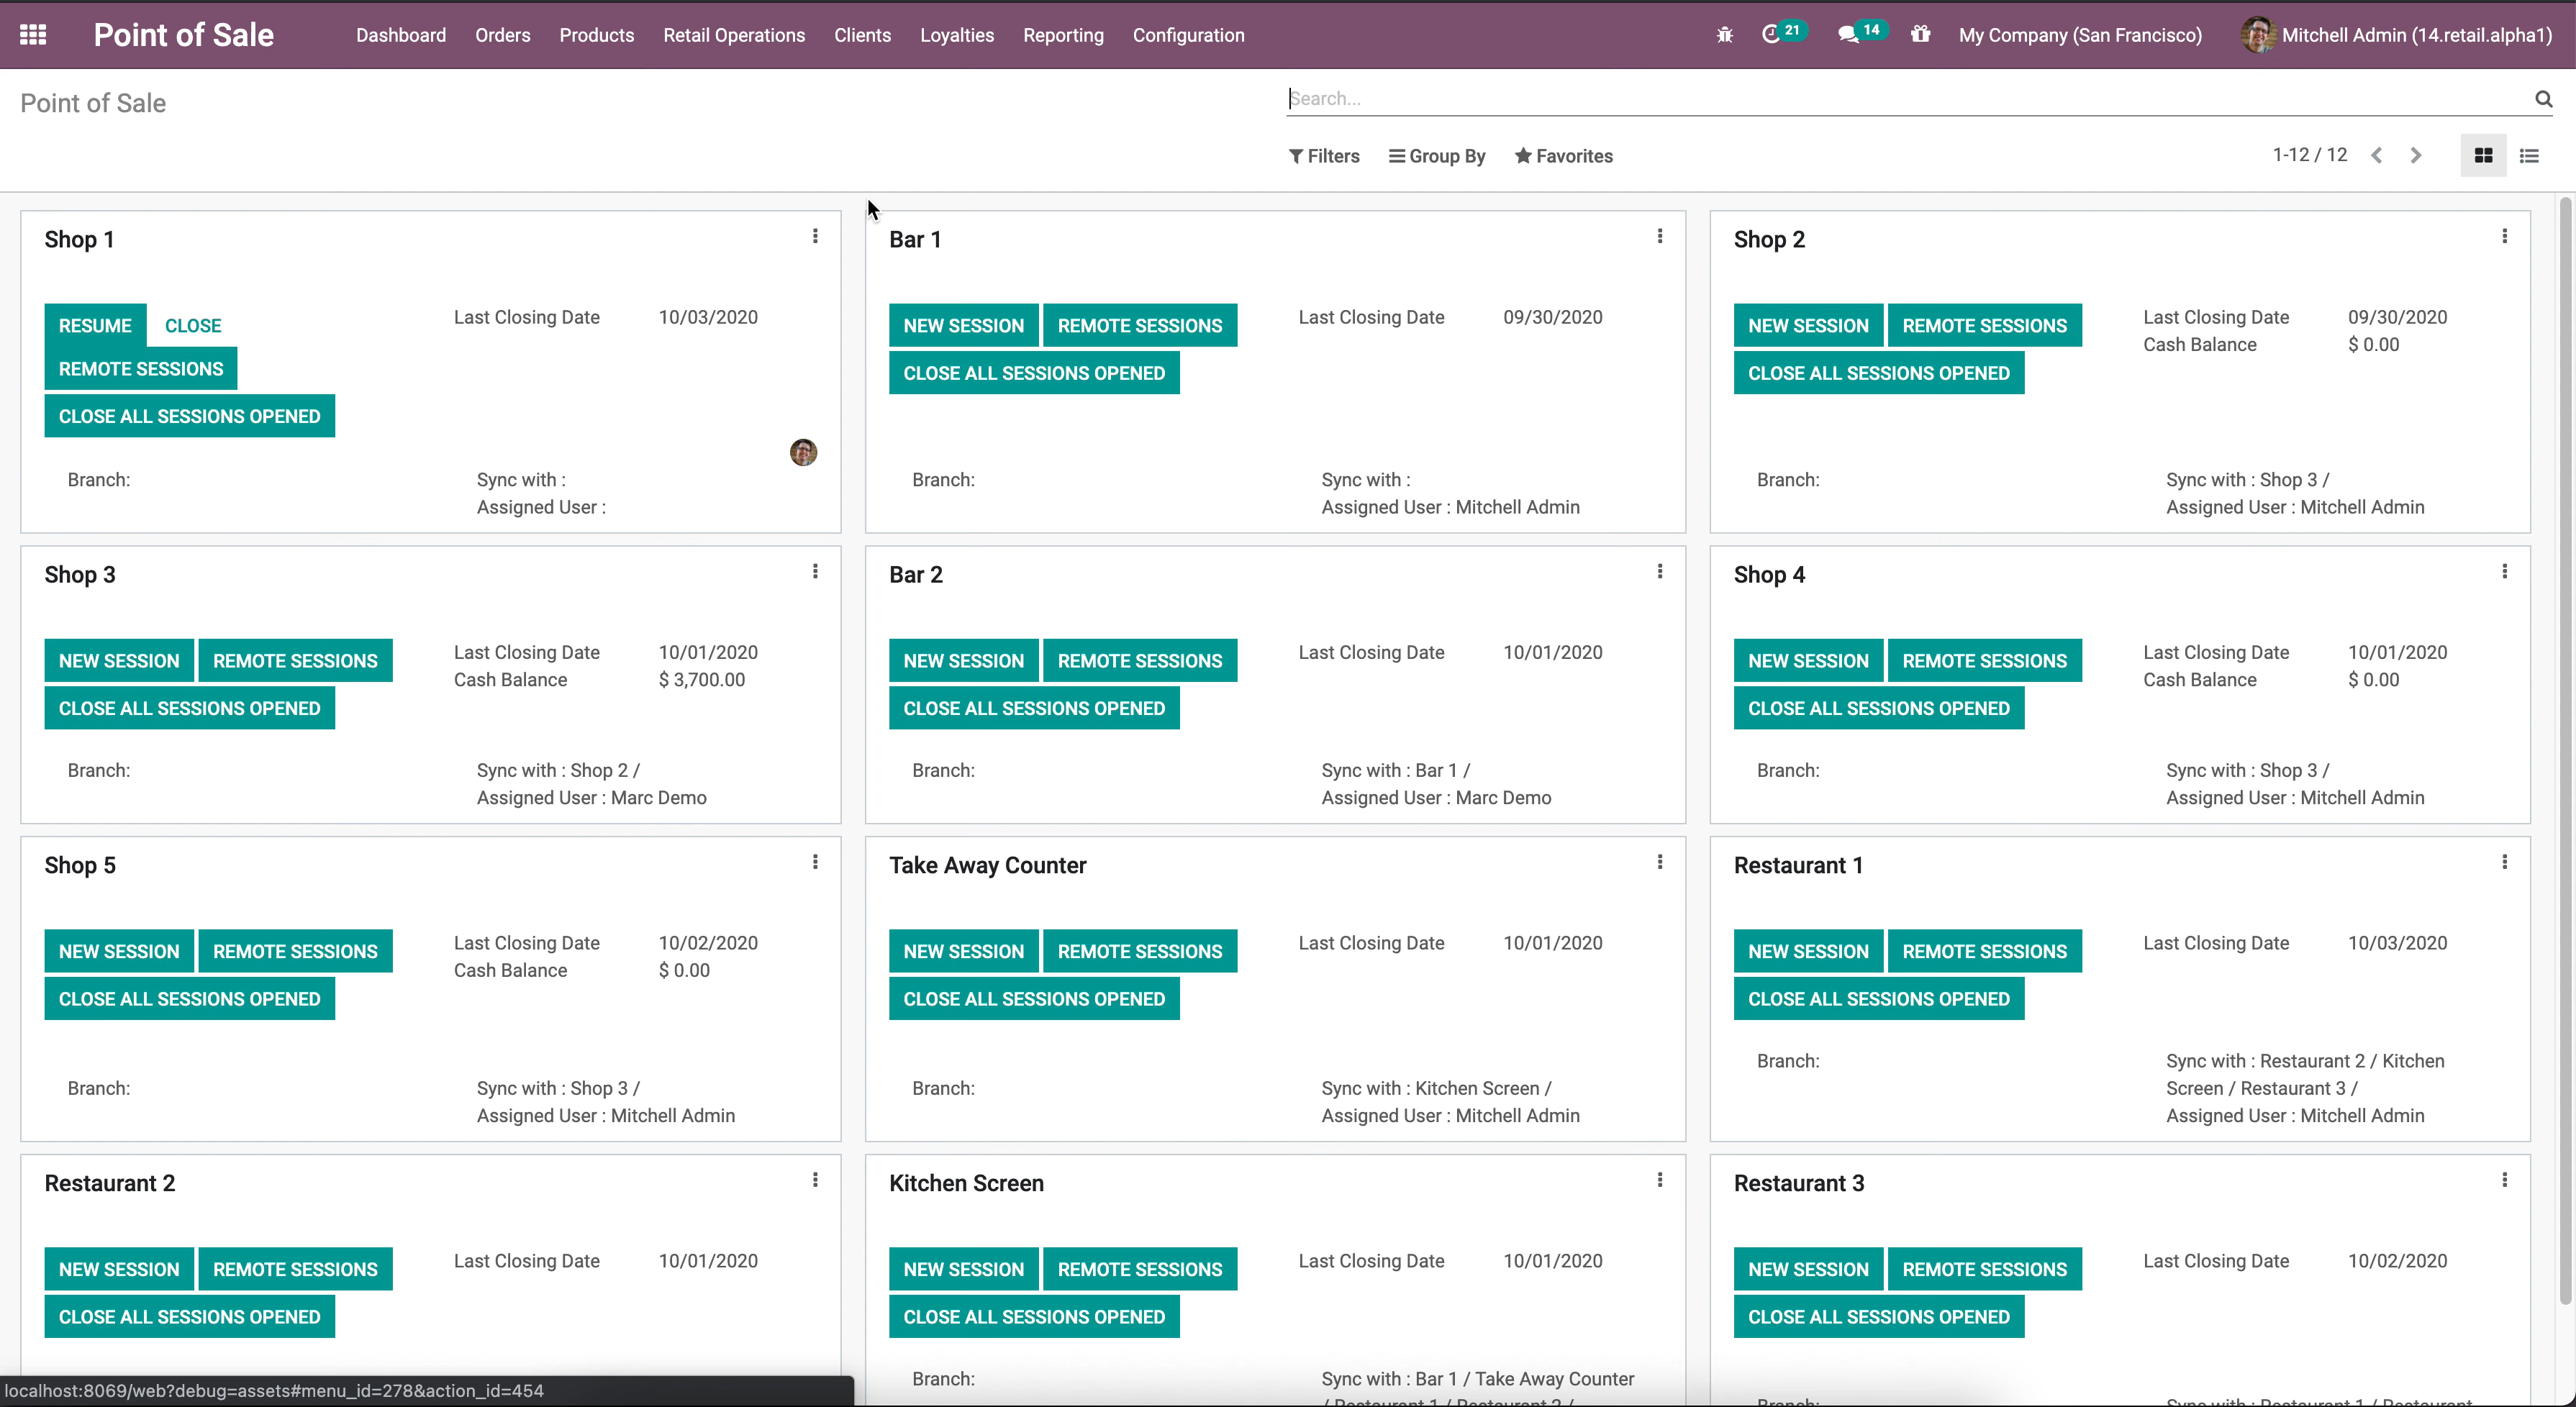 Point of Sale
Dashboard Orders Products Retail Operations Clients Loyalties Reporting Configuration
21 14 My Company (San Francisco) Mitchell Admin (14.retail.alpha1)
Point of Sale
Search...
Filters Group By Favorites
1-12 / 12
Shop 1
RESUME CLOSE
REMOTE SESSIONS
CLOSE ALL SESSIONS OPENED
Last Closing Date 10/03/2020
Branch:
Sync with :
Assigned User :
Bar 1
NEW SESSION REMOTE SESSIONS
CLOSE ALL SESSIONS OPENED
Last Closing Date 09/30/2020
Branch:
Sync with :
Assigned User : Mitchell Admin
Shop 2
NEW SESSION REMOTE SESSIONS
CLOSE ALL SESSIONS OPENED
Last Closing Date 09/30/2020
Cash Balance $ 0.00
Branch:
Sync with : Shop 3 /
Assigned User : Mitchell Admin
Shop 3
NEW SESSION REMOTE SESSIONS
CLOSE ALL SESSIONS OPENED
Last Closing Date 10/01/2020
Cash Balance $ 3,700.00
Branch:
Sync with : Shop 2 /
Assigned User : Marc Demo
Bar 2
NEW SESSION REMOTE SESSIONS
CLOSE ALL SESSIONS OPENED
Last Closing Date 10/01/2020
Branch:
Sync with : Bar 1 /
Assigned User : Marc Demo
Shop 4
NEW SESSION REMOTE SESSIONS
CLOSE ALL SESSIONS OPENED
Last Closing Date 10/01/2020
Cash Balance $ 0.00
Branch:
Sync with : Shop 3 /
Assigned User : Mitchell Admin
Shop 5
NEW SESSION REMOTE SESSIONS
CLOSE ALL SESSIONS OPENED
Last Closing Date 10/02/2020
Cash Balance $ 0.00
Branch:
Sync with : Shop 3 /
Assigned User : Mitchell Admin
Take Away Counter
NEW SESSION REMOTE SESSIONS
CLOSE ALL SESSIONS OPENED
Last Closing Date 10/01/2020
Branch:
Sync with : Kitchen Screen /
Assigned User : Mitchell Admin
Restaurant 1
NEW SESSION REMOTE SESSIONS
CLOSE ALL SESSIONS OPENED
Last Closing Date 10/03/2020
Branch:
Sync with : Restaurant 2 / Kitchen
Screen / Restaurant 3 /
Assigned User : Mitchell Admin
Restaurant 2
NEW SESSION REMOTE SESSIONS
CLOSE ALL SESSIONS OPENED
Last Closing Date 10/01/2020
Kitchen Screen
NEW SESSION REMOTE SESSIONS
CLOSE ALL SESSIONS OPENED
Last Closing Date 10/01/2020
Branch:
Sync with : Bar 1 / Take Away Counter
/ Restaurant 1 / Restaurant 2 /
Restaurant 3
NEW SESSION REMOTE SESSIONS
CLOSE ALL SESSIONS OPENED
Last Closing Date 10/02/2020
Branch:
Sync with : Restaurant 1 / Restaurant
localhost:8069/web?debug=assets#menu_id=278&action_id=454